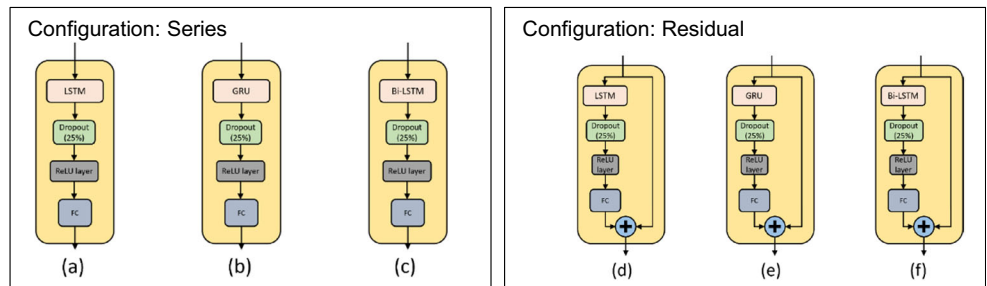 Configuration: Series
LSTM
Dropout
(25%)
ReLU layer
FC
(a)
GRU
Dropout
(25%)
ReLU layer
FC
(b)
Bi-LSTM
Dropout
(25%)
ReLU layer
FC
(c)
Configuration: Residual
LSTM
Dropout
(25%)
ReLU
layer
FC
+
(d)
GRU
Dropout
(25%)
ReLU
layer
FC
+
(e)
Bi-LSTM
Dropout
(25%)
ReLU
layer
FC
+
(f)